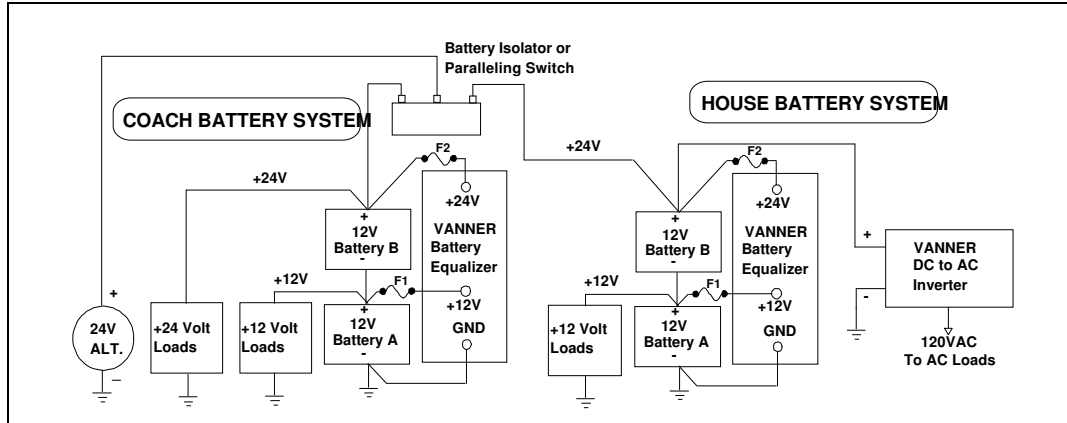 Battery Isolator or
Paralleling Switch
COACH BATTERY SYSTEM
HOUSE BATTERY SYSTEM
+24V
F2
+24V
VANNER
Battery
Equalizer
+12V
GND
+
12V
Battery B
-
+12V
F1
+
12V
Battery A
-
+
24V
ALT.
–
+24 Volt
Loads
+12 Volt
Loads
+24V
F2
+24V
VANNER
Battery
Equalizer
+12V
GND
+
12V
Battery B
-
+12V
F1
+
12V
Battery A
-
+12 Volt
Loads
+
-
VANNER
DC to AC
Inverter
120VAC
To AC Loads